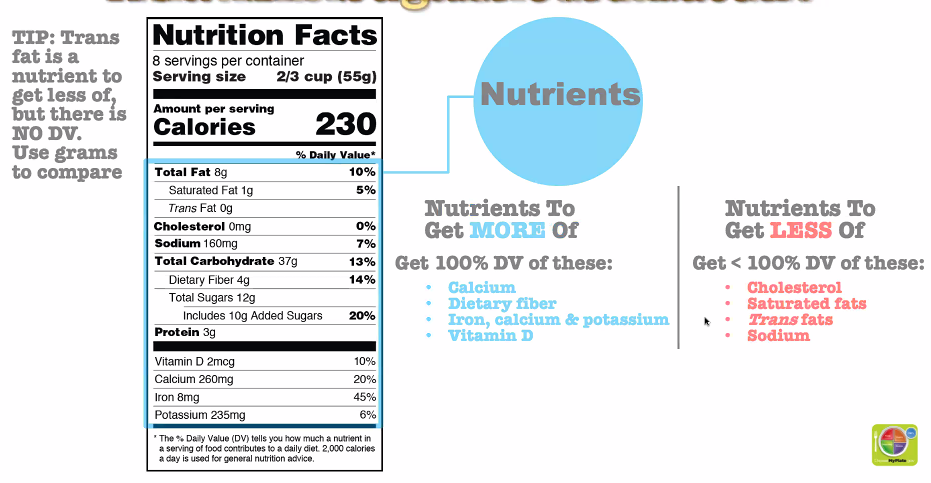 TIP: Trans
fat is a
nutrient to
get less of,
but there is
NO DV.
Use grams
to compare
Nutrition Facts
8 servings per container
Serving size 2/3 cup (55g)
Amount per serving
Calories 230
% Daily Value*
Total Fat 8g 10%
Saturated Fat 1g 5%
Trans Fat 0g
Cholesterol 0mg 0%
Sodium 160mg 7%
Total Carbohydrate 37g 13%
Dietary Fiber 4g 14%
Total Sugars 12g
Includes 10g Added Sugars 20%
Protein 3g
Vitamin D 2mcg 10%
Calcium 260mg 20%
Iron 8mg 45%
Potassium 235mg 6%
* The % Daily Value (DV) tells you how much a nutrient in
a serving of food contributes to a daily diet. 2,000 calories
a day is used for general nutrition advice.
Nutrients
Nutrients To
Get MORE Of
Get 100% DV of these:
• Calcium
• Dietary fiber
• Iron, calcium & potassium
• Vitamin D
Nutrients To
Get LESS Of
Get < 100% DV of these:
• Cholesterol
• Saturated fats
• Trans fats
• Sodium